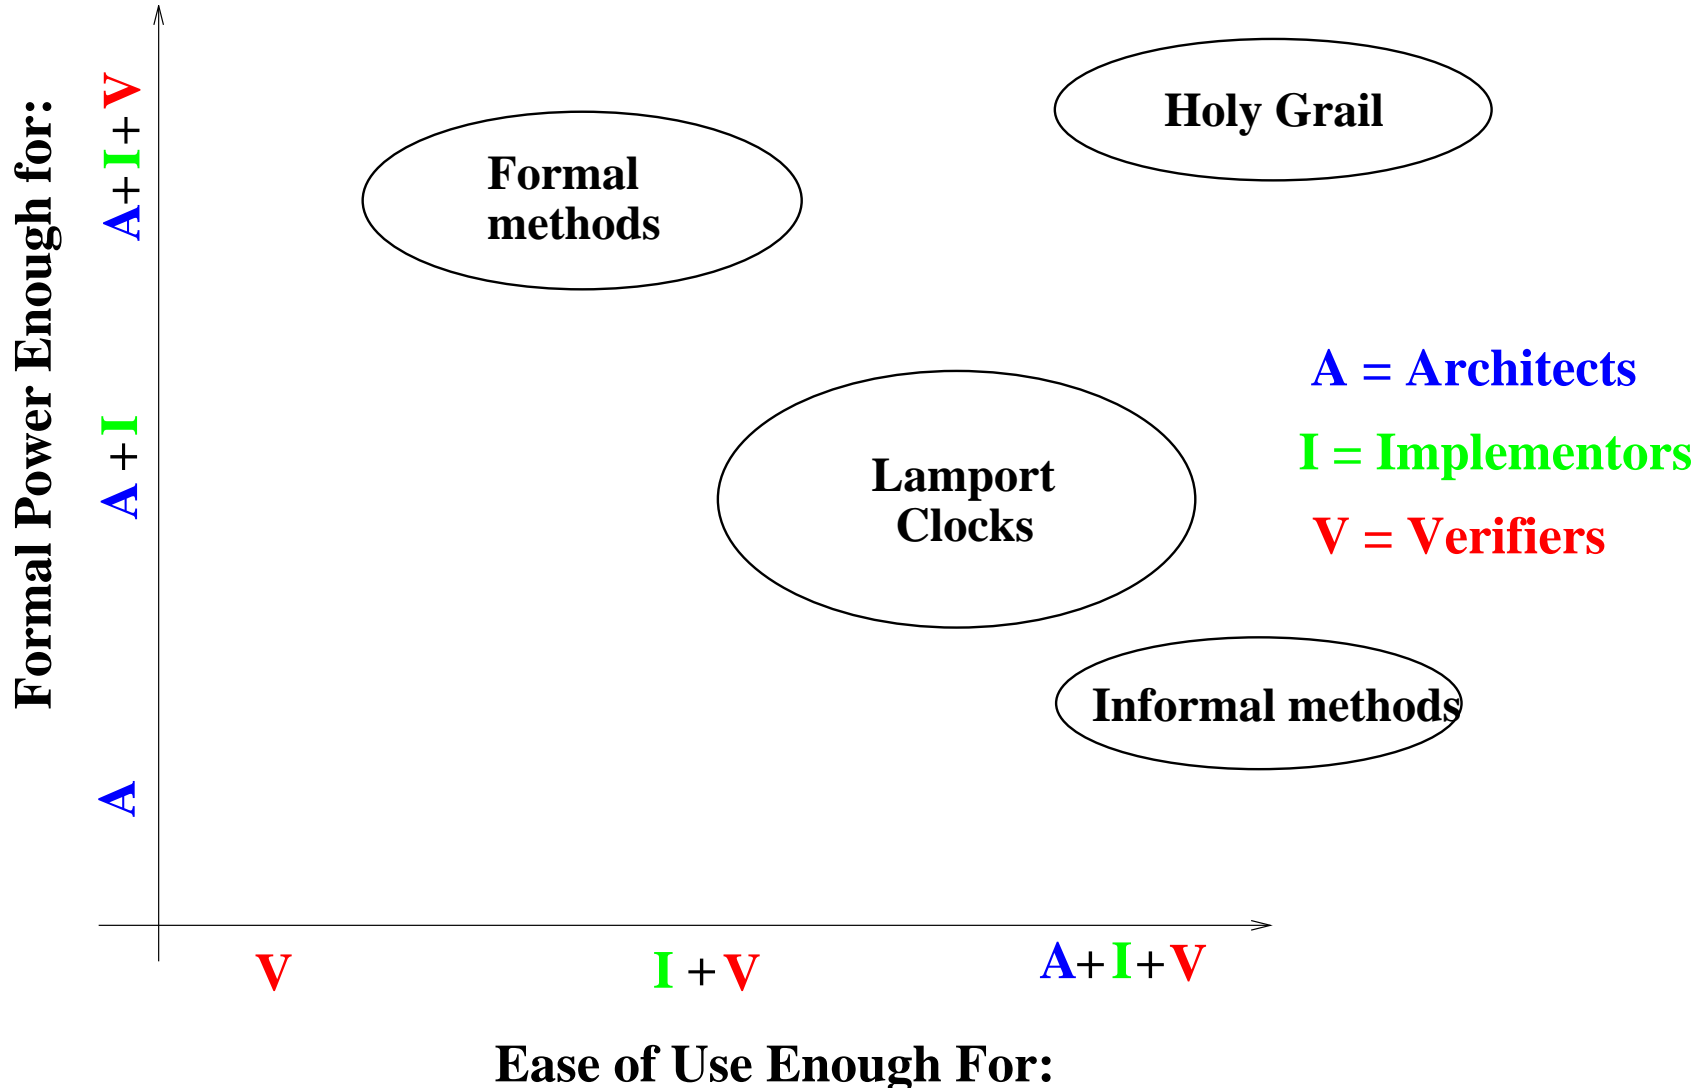 Formal Power Enough for:
A+I+V
A+I
A
Holy Grail
Formal
methods
Lamport
Clocks
Informal methods
A = Architects
I = Implementors
V = Verifiers
V
I + V
A+I+V
Ease of Use Enough For: